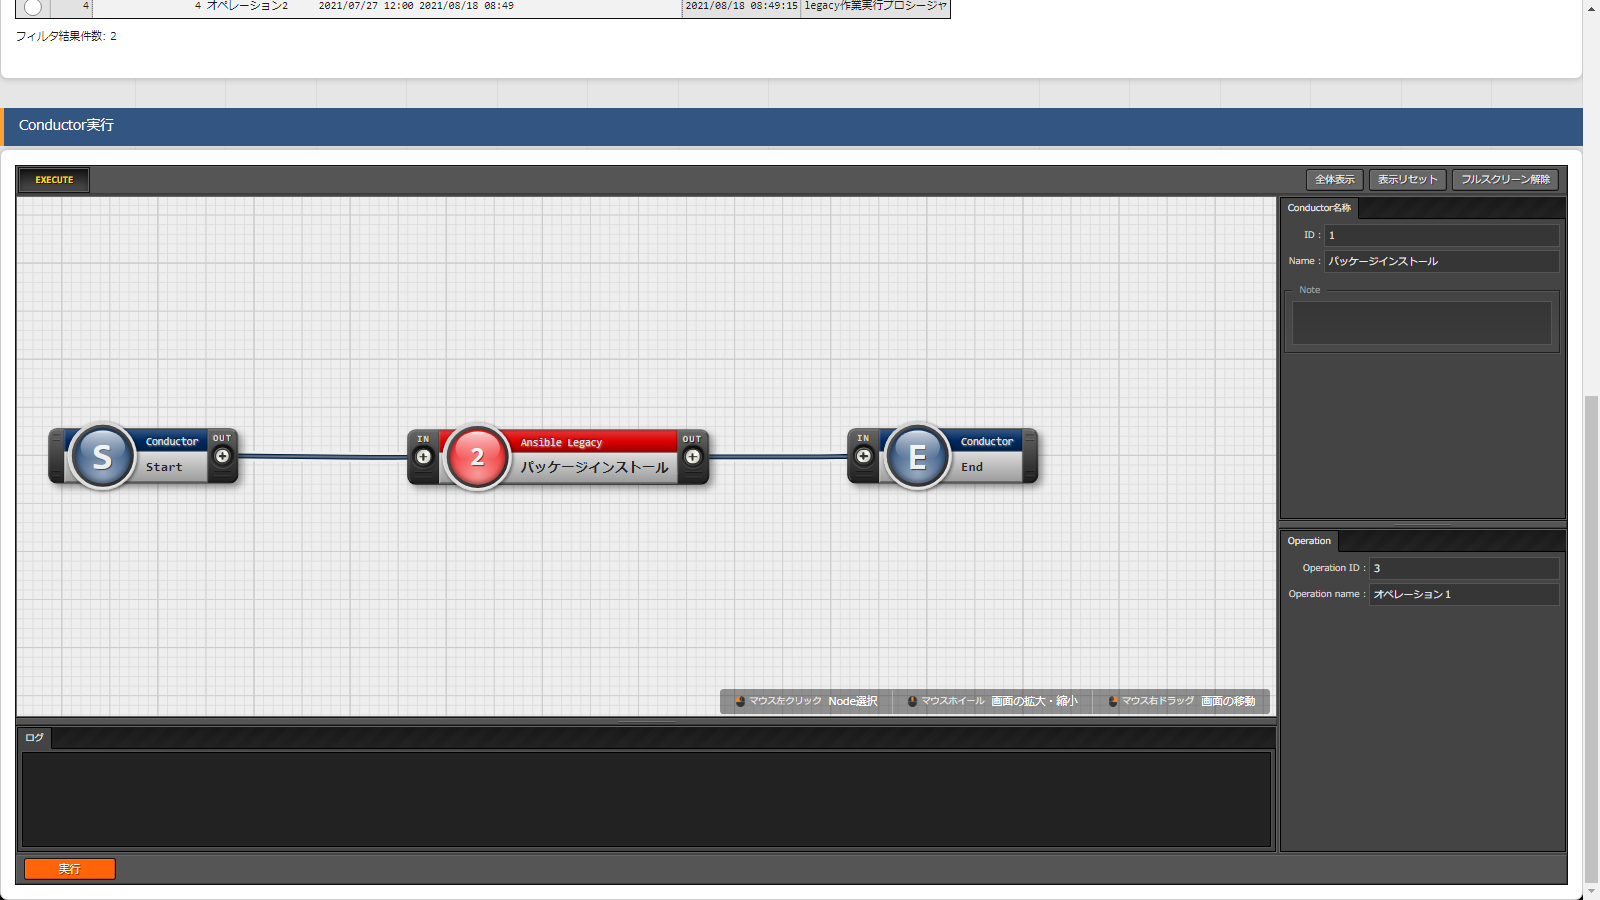 4 4 オペレーション2 2021/07/27 12:00 2021/08/18 08:49 2021/08/18 08:49:15 legacy作業実行プロシージャ
フィルタ結果件数: 2
Conductor実行
EXECUTE 全体表示 表示リセット フルスクリーン解除
Conductor名称
ID : 1
Name : パッケージインストール
Note
S Conductor OUT
Start
IN 2 Ansible Legacy OUT
パッケージインストール
IN E Conductor
End
Operation
Operation ID : 3
Operation name : オペレーション1
マウス左クリック Node選択 マウスホイール 画面の拡大・縮小 マウス右ドラッグ 画面の移動
ログ
実行